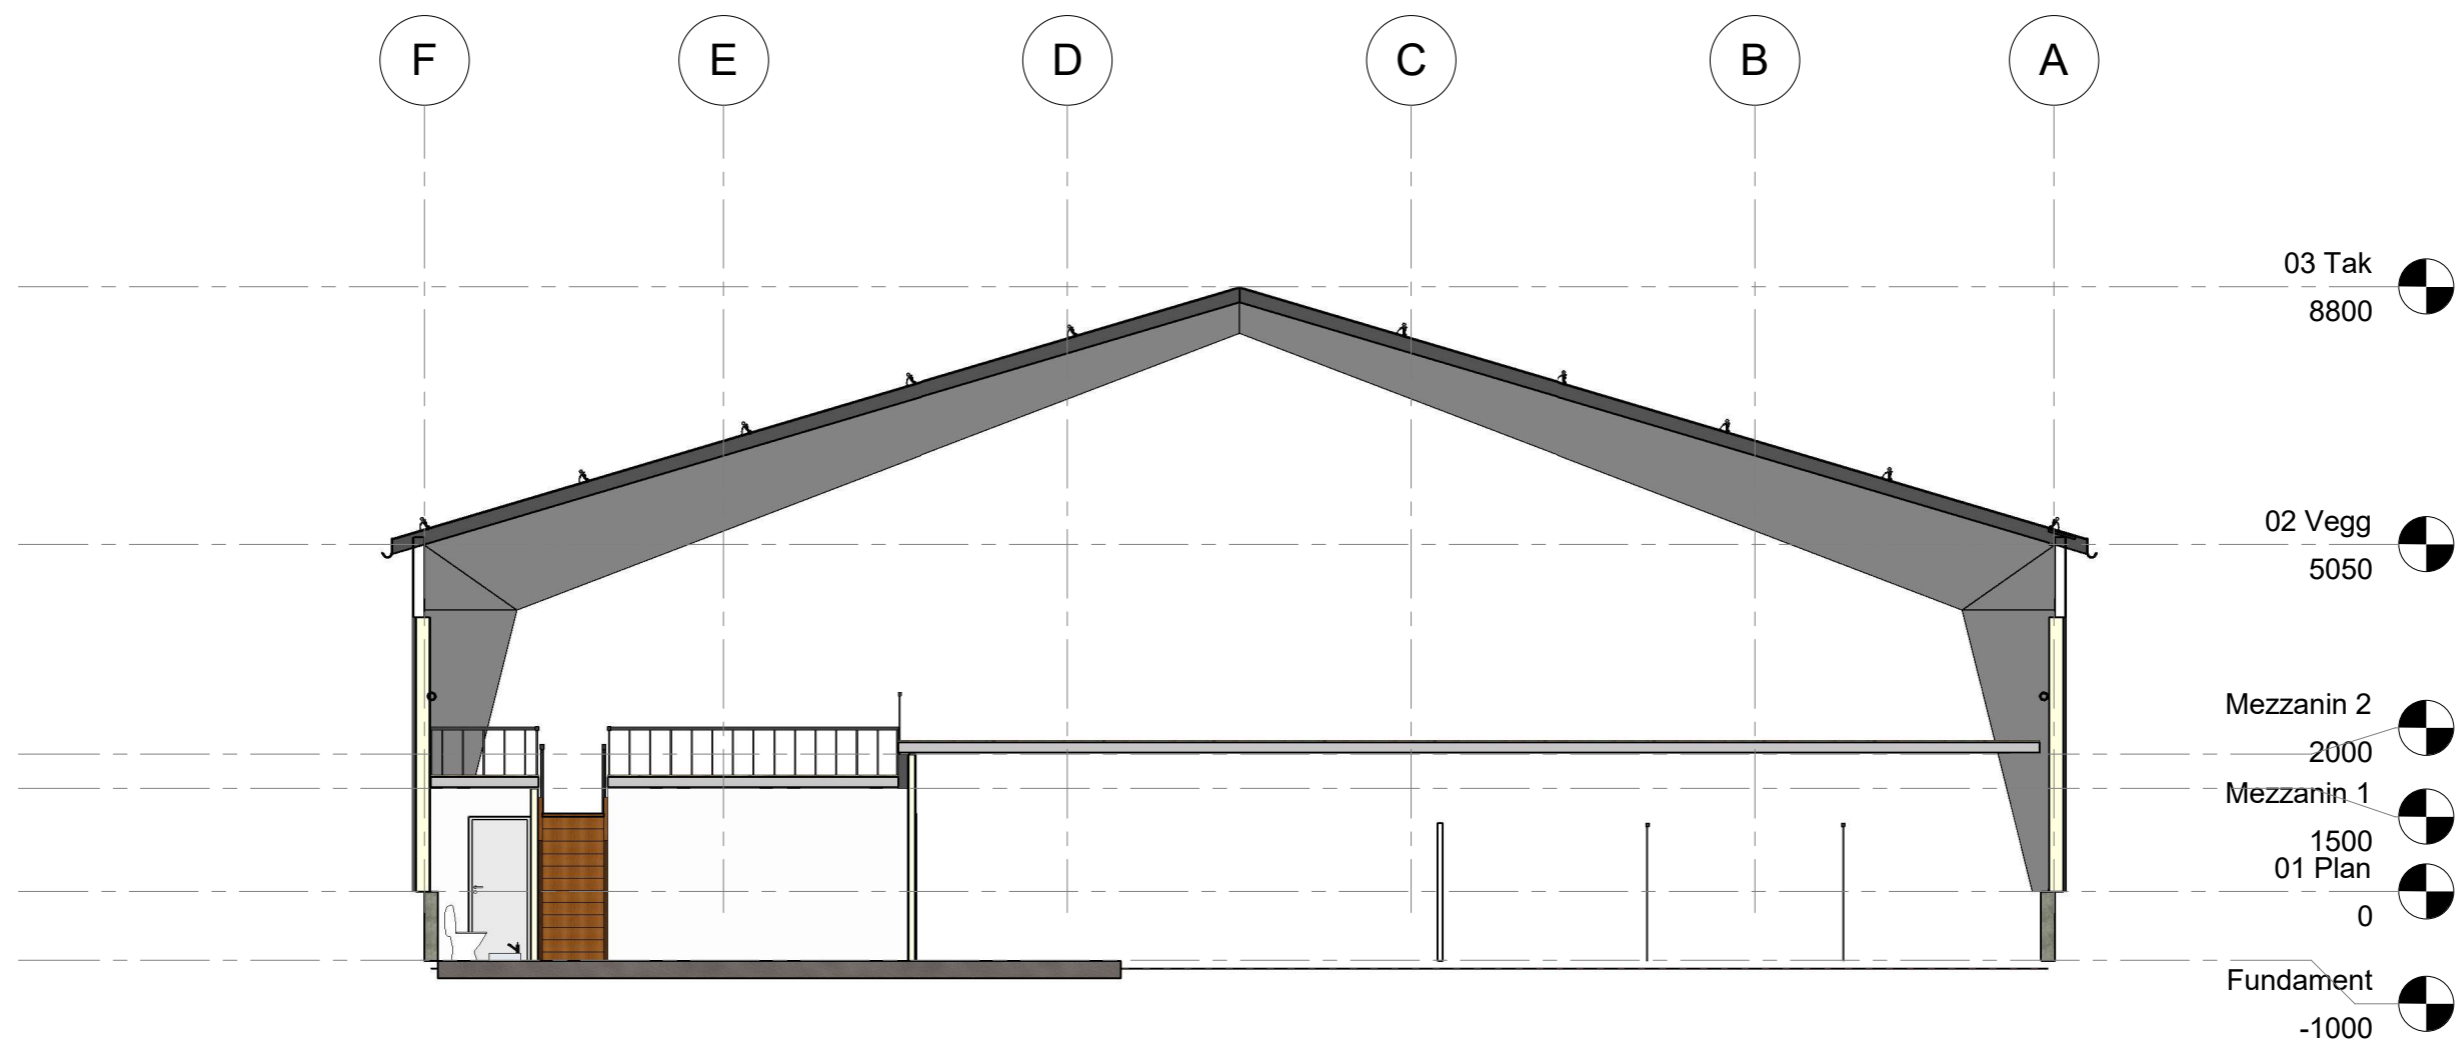 F
E
D
C
B
A
03 Tak
8800
02 Vegg
5050
Mezzanin 2
2000
Mezzanin 1
1500
01 Plan
0
Fundament
-1000